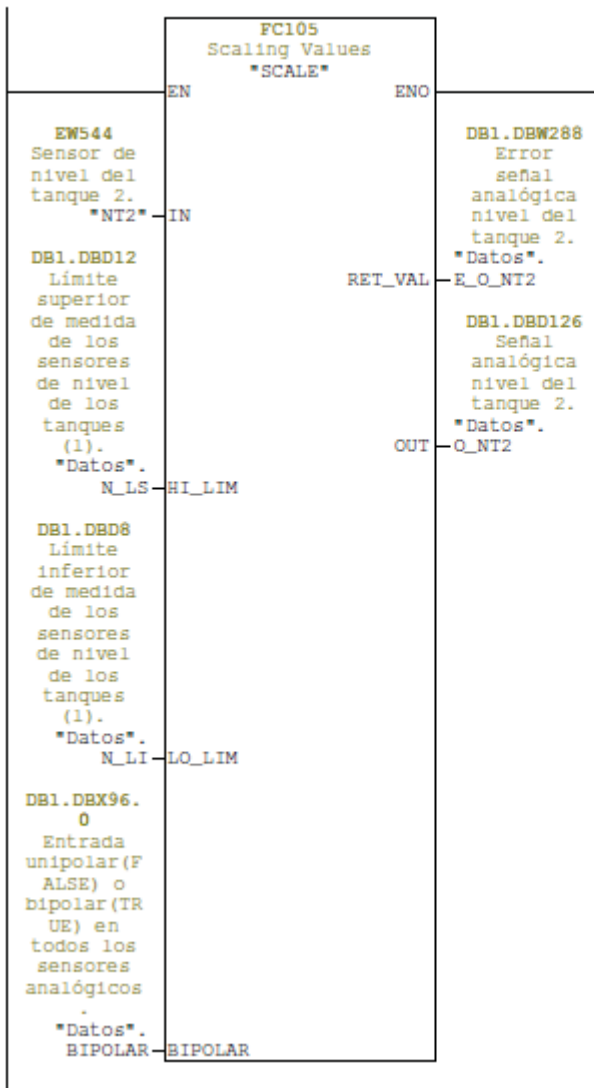 FC105
Scaling Values
"SCALE"
EN
ENO
EW544
Sensor de
nivel del
tanque 2.
"NT2"
IN
DB1.DBD12
Límite
superior
de medida
de los
sensores
de nivel
de los
tanques
(1).
"Datos".
N_LS
HI_LIM
DB1.DBD8
Límite
inferior
de medida
de los
sensores
de nivel
de los
tanques
(1).
"Datos".
N_LI
LO_LIM
DB1.DBX96.
0
Entrada
unipolar(F
ALSE) o
bipolar(TR
UE) en
todos los
sensores
analógicos
.
"Datos".
BIPOLAR
BIPOLAR
DB1.DBW288
Error
señal
analógica
nivel del
tanque 2.
"Datos".
RET_VAL
E_O_NT2
DB1.DBD126
Señal
analógica
nivel del
tanque 2.
"Datos".
OUT
O_NT2